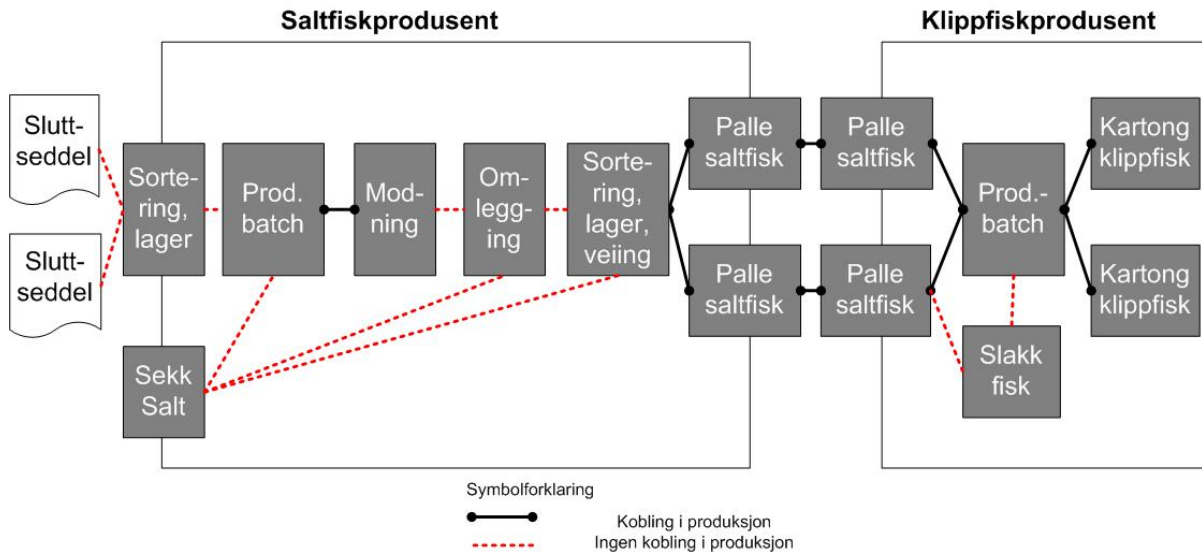 Saltfiskprodusent
Klippfiskprodusent
Slutt-
seddel
Slutt-
seddel
Sorte-
ring,
lager
Sekk
Salt
Prod.
batch
Mod-
ning
Om-
legg-
ing
Sorte-
ring,
lager,
veiing
Palle
saltfisk
Palle
saltfisk
Palle
saltfisk
Palle
saltfisk
Prod.-
batch
Slakk
fisk
Kartong
klippfisk
Kartong
klippfisk
Symbolforklaring
Kobling i produksjon
Ingen kobling i produksjon